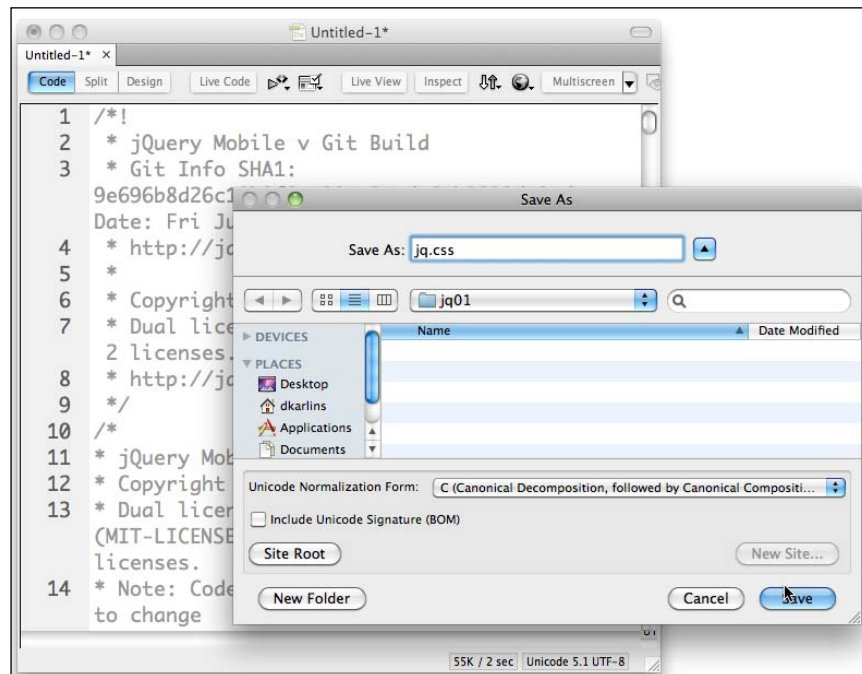 Untitled-1*
Untitled-1* ×
Code Split Design Live Code Live View Inspect Multiscreen
1 /*!
2 * jQuery Mobile v Git Build
3 * Git Info SHA1:
9e696b8d26c1
Date: Fri Ju
4 * http://jq
5 *
6 * Copyright
7 * Dual lice
2 licenses.
8 * http://jq
9 */
10 /*
11 * jQuery Mob
12 * Copyright
13 * Dual licen
(MIT-LICENSE
licenses.
14 * Note: Code
to change
55K / 2 sec Unicode 5.1 UTF-8
Save As
Save As: jq.css
jq01
Name Date Modified
DEVICES
PLACES
Desktop
dkarlins
Applications
Documents
Unicode Normalization Form: C (Canonical Decomposition, followed by Canonical Compositi...
Include Unicode Signature (BOM)
Site Root New Site...
New Folder Cancel Save